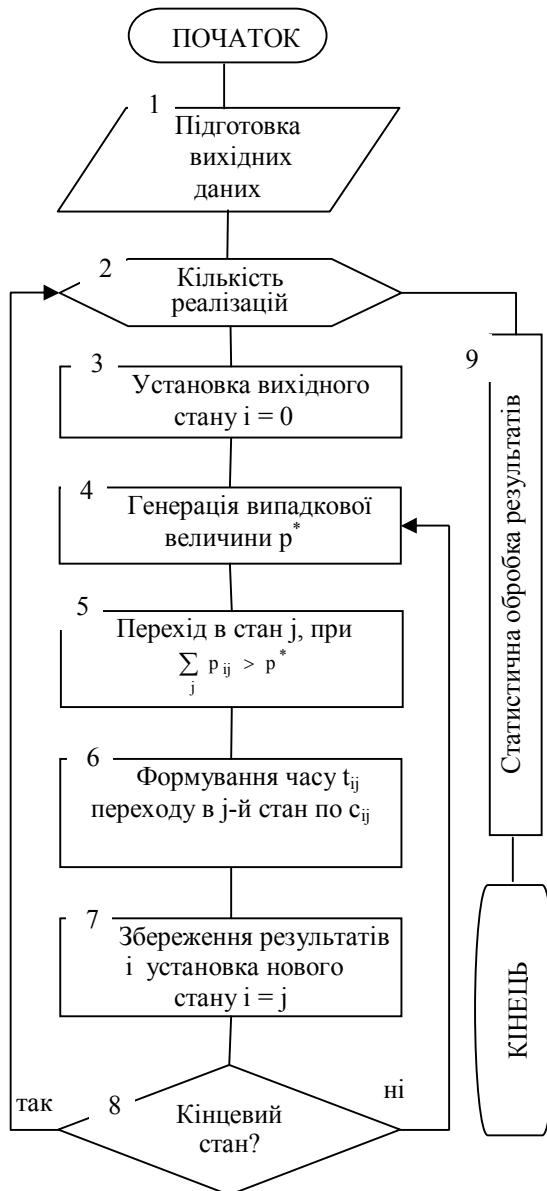 ПОЧАТОК
1
Підготовка
вихідних
даних
2
Кількість
реалізацій
3
Установка вихідного
стану i = 0
4
Генерація випадкової
величини p*
5
Перехід в стан j, при
∑ p ij > p *
j
6
Формування часу tij
переходу в j-й стан по cij
7
Збереження результатів
і установка нового
стану i = j
8
Кінцевий
стан?
так
ні
9
Статистична обробка результатів
КІНЕЦЬ